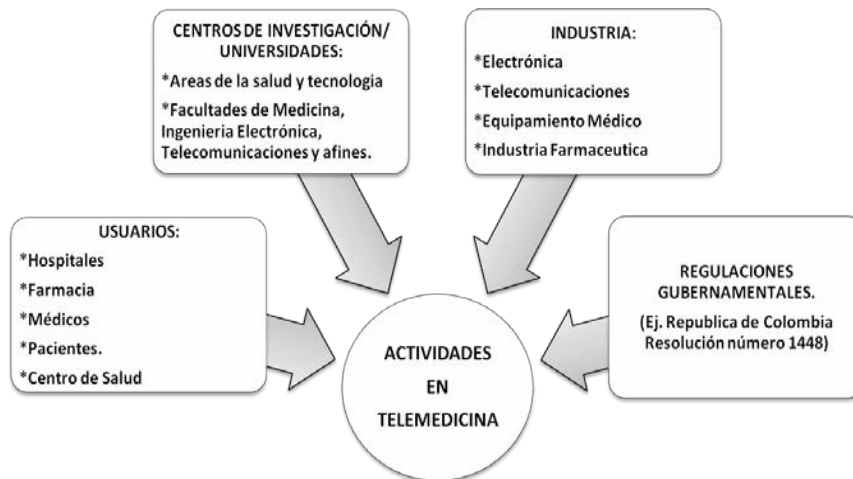 CENTROS DE INVESTIGACIÓN/
UNIVERSIDADES:
*Areas de la salud y tecnologia
*Facultades de Medicina,
Ingenieria Electrónica,
Telecomunicaciones y afines.
INDUSTRIA:
*Electrónica
*Telecomunicaciones
*Equipamiento Médico
*Industria Farmaceutica
USUARIOS:
*Hospitales
*Farmacia
*Médicos
*Pacientes.
*Centro de Salud
REGULACIONES
GUBERNAMENTALES.
(Ej. Republica de Colombia
Resolución número 1448)
ACTIVIDADES
EN
TELEMEDICINA